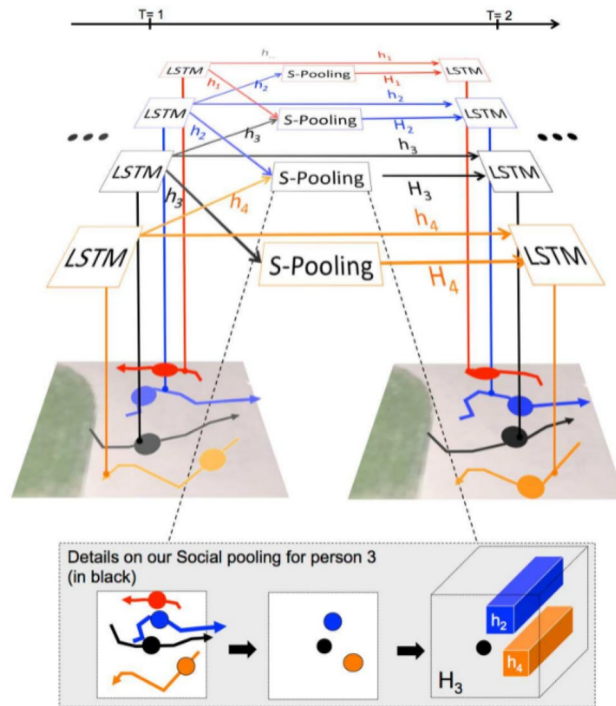 T= 1
T= 2
LSTM
h_
h₁
h₁
h₂
S-Pooling
H₁
LSTM
LSTM
h₂
h₂
h₃
S-Pooling
H₂
LSTM
LSTM
h₃
h₃
h₄
S-Pooling
H₃
LSTM
LSTM
h₄
S-Pooling
H₄
LSTM
Details on our Social pooling for person 3
(in black)
h₂
h₄
H₃